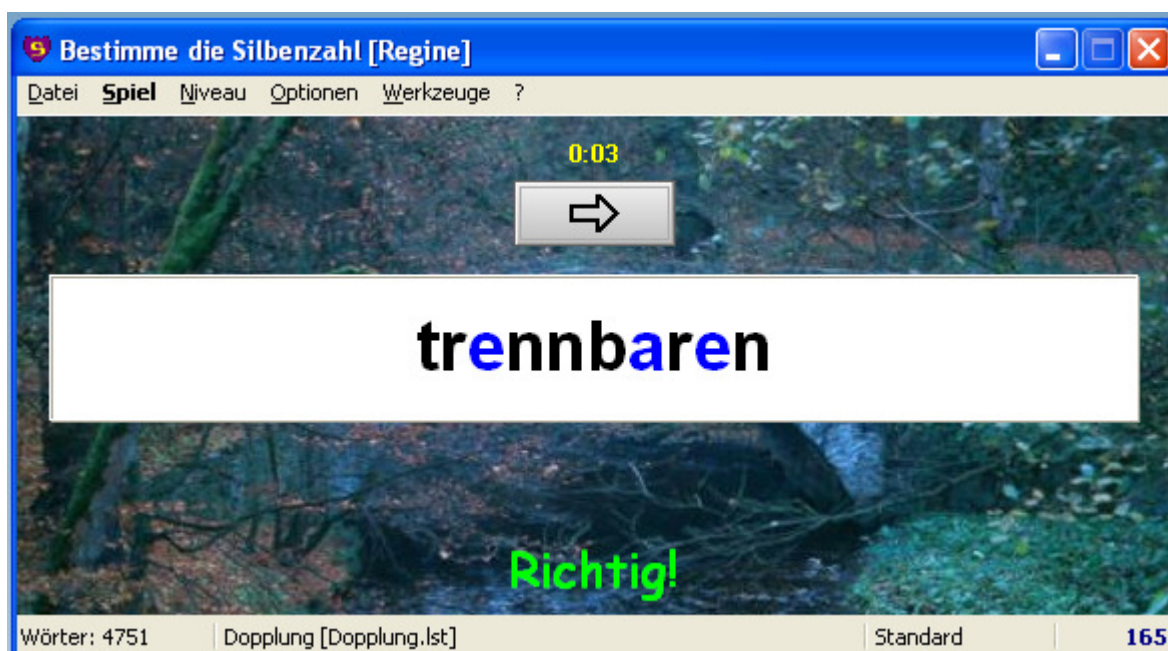 Bestimme die Silbenzahl [Regine]
Datei Spiel Niveau Optionen Werkzeuge ?
0:03
trennbaren
Richtig!
Wörter: 4751 Dopplung [Dopplung.lst] Standard 165